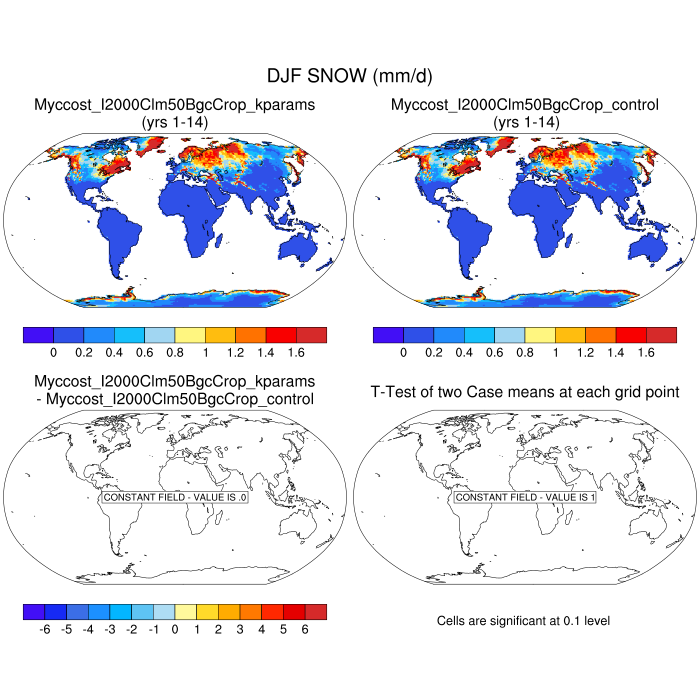 DJF SNOW (mm/d)
Myccost_I2000Clm50BgcCrop_kparams
(yrs 1-14)
Myccost_I2000Clm50BgcCrop_control
(yrs 1-14)
0 0.2 0.4 0.6 0.8 1 1.2 1.4 1.6
0 0.2 0.4 0.6 0.8 1 1.2 1.4 1.6
Myccost_I2000Clm50BgcCrop_kparams
- Myccost_I2000Clm50BgcCrop_control
T-Test of two Case means at each grid point
CONSTANT FIELD - VALUE IS .0
CONSTANT FIELD - VALUE IS 1
-6 -5 -4 -3 -2 -1 0 1 2 3 4 5 6
Cells are significant at 0.1 level